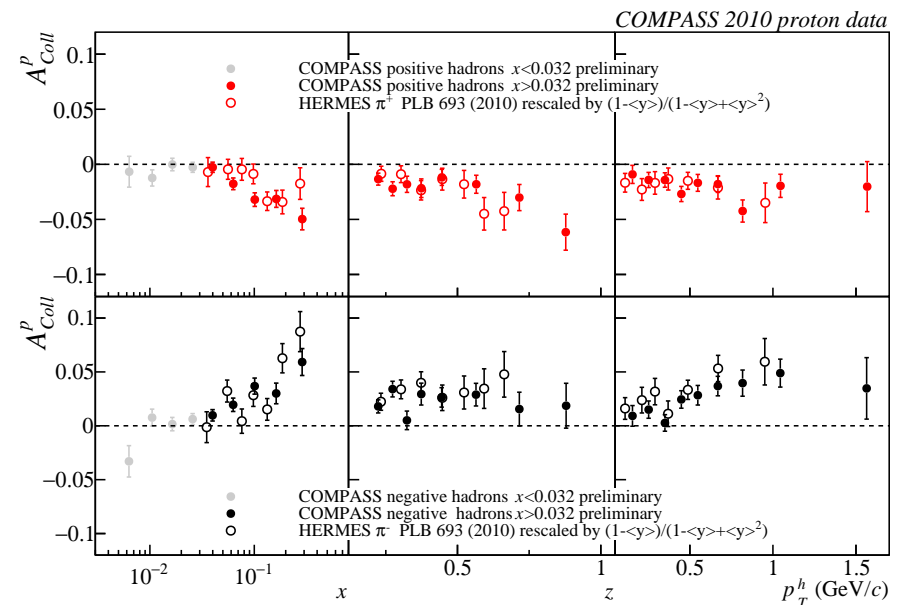 COMPASS 2010 proton data
A^p_Coll
0.1
0.05
0
−0.05
−0.1
COMPASS positive hadrons x<0.032 preliminary
COMPASS positive hadrons x>0.032 preliminary
HERMES π⁺ PLB 693 (2010) rescaled by (1-<y>)/(1-<y>+<y>²)
A^p_Coll
0.1
0.05
0
−0.05
−0.1
COMPASS negative hadrons x<0.032 preliminary
COMPASS negative hadrons x>0.032 preliminary
HERMES π⁻ PLB 693 (2010) rescaled by (1-<y>)/(1-<y>+<y>²)
10⁻² 10⁻¹ 0.5 1 0.5 1 1.5
x z p_T^h (GeV/c)